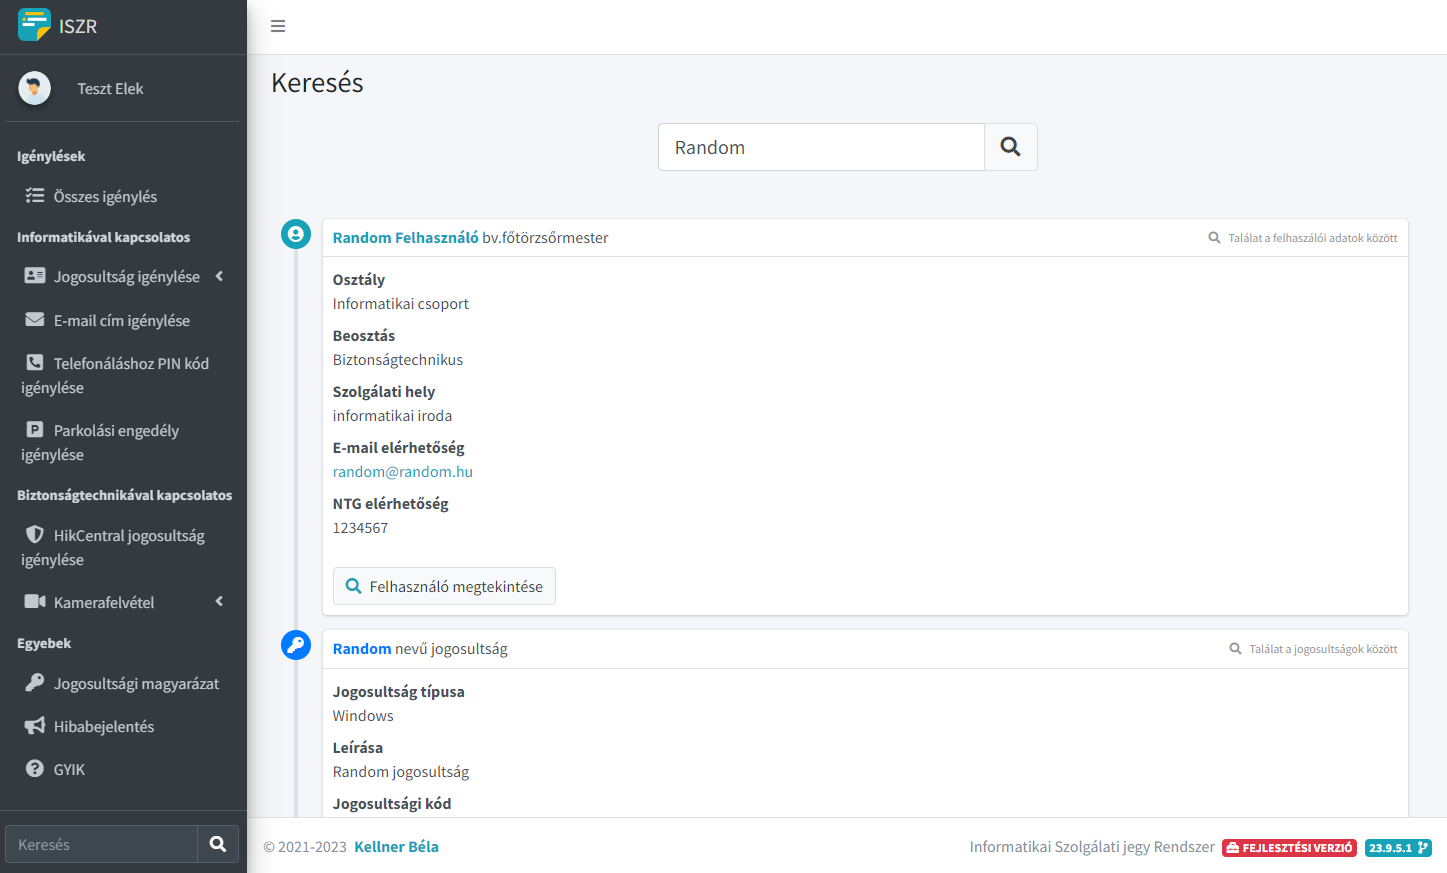 ISZR
Teszt Elek
Igénylések
Összes igénylés
Informatikával kapcsolatos
Jogosultság igénylése
E-mail cím igénylése
Telefonáláshoz PIN kód
igénylése
Parkolási engedély
igénylése
Biztonságtechnikával kapcsolatos
HikCentral jogosultság
igénylése
Kamerafelvétel
Egyebek
Jogosultsági magyarázat
Hibabejelentés
GYIK
Keresés
Keresés
Random
Random Felhasználó bv.főtörzsőrmester
Találat a felhaszálói adatok között
Osztály
Informatikai csoport
Beosztás
Biztonságtechnikus
Szolgálati hely
informatikai iroda
E-mail elérhetőség
random@random.hu
NTG elérhetőség
1234567
Felhasználó megtekintése
Random nevű jogosultság
Találat a jogosultságok között
Jogosultság típusa
Windows
Leírása
Random jogosultság
Jogosultsági kód
© 2021-2023 Kellner Béla
Informatikai Szolgálati jegy Rendszer FEJLESZTÉSI VERZIÓ 23.9.5.1